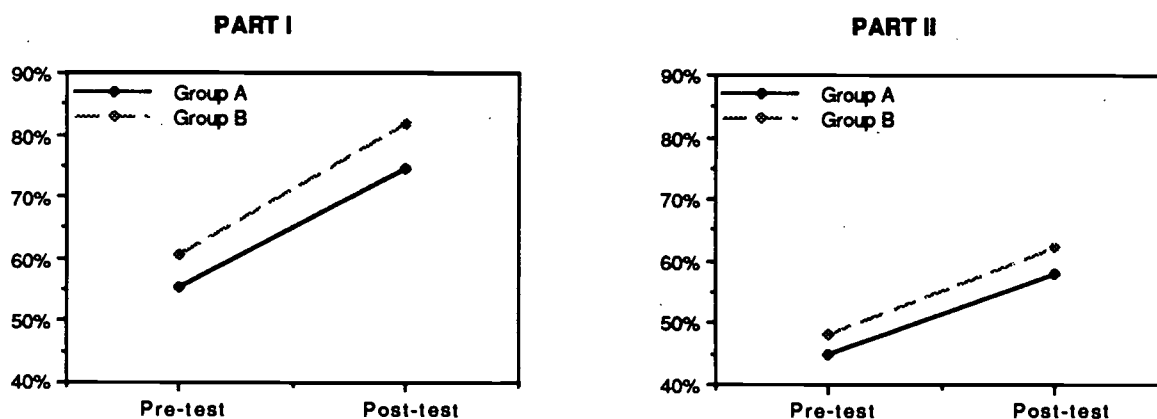 PART I
90%
80%
70%
60%
50%
40%
Group A
Group B
Pre-test
Post-test
PART II
90%
80%
70%
60%
50%
40%
Group A
Group B
Pre-test
Post-test